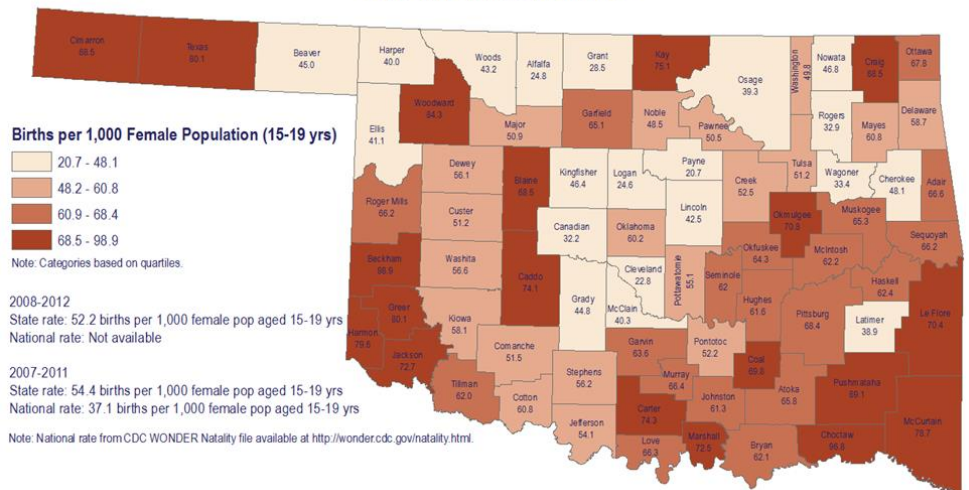 Cimarron
68.5
Texas
80.1
Beaver
45.0
Harper
40.0
Woods
43.2
Alfalfa
24.8
Grant
28.5
Kay
75.1
Osage
39.3
Washington
49.8
Nowata
46.8
Craig
68.5
Ottawa
67.8
Ellis
41.1
Woodward
84.3
Major
50.9
Garfield
65.1
Noble
48.5
Pawnee
50.5
Rogers
32.9
Mayes
60.8
Delaware
58.7
Births per 1,000 Female Population (15-19 yrs)
20.7 - 48.1
48.2 - 60.8
60.9 - 68.4
68.5 - 98.9
Note: Categories based on quartiles.
2008-2012
State rate: 52.2 births per 1,000 female pop aged 15-19 yrs
National rate: Not available
2007-2011
State rate: 54.4 births per 1,000 female pop aged 15-19 yrs
National rate: 37.1 births per 1,000 female pop aged 15-19 yrs
Note: National rate from CDC WONDER Natality file available at http://wonder.cdc.gov/natality.html.
Dewey
56.1
Blaine
Kingfisher
46.4
Logan
24.6
Payne
20.7
Creek
52.5
Tulsa
51.2
Wagoner
33.4
Cherokee
48.1
Adair
66.6
Roger Mills
66.2
Custer
51.2
Canadian
32.2
Oklahoma
60.2
Lincoln
42.5
Okmulgee
Muskogee
65.3
Sequoyah
66.2
Beckham
98.9
Washita
56.6
Caddo
74.1
Cleveland
22.8
Pottawatomie
55.1
Seminole
62
Okfuskee
64.3
McIntosh
62.2
Haskell
62.4
Greer
80.1
Kiowa
58.1
Grady
44.8
McClain
40.3
Hughes
61.6
Pittsburg
68.4
Latimer
38.9
Le Flore
70.4
Harmon
79.6
Jackson
72.7
Comanche
51.5
Garvin
63.6
Pontotoc
52.2
Coal
69.8
Tillman
62.0
Cotton
60.8
Stephens
56.2
Murray
66.4
Johnston
61.3
Atoka
65.8
Pushmataha
89.1
McCurtain
79.7
Jefferson
54.1
Carter
74.3
Love
66.3
Marshall
72.5
Bryan
62.1
Choctaw
96.8